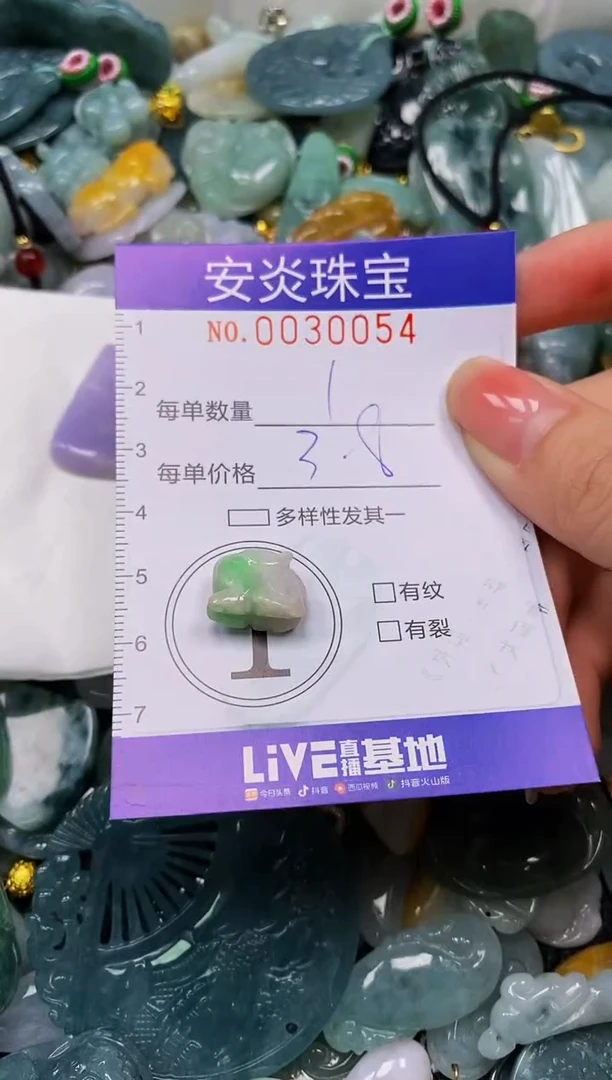 安炎珠宝
NO.0030054
1
2
3
4
5
6
7
每单数量 1
每单价格 3.8
多样性发其一
有纹
有裂
1
LiVE直播基地
今日头条 抖音 西瓜视频 抖音火山版